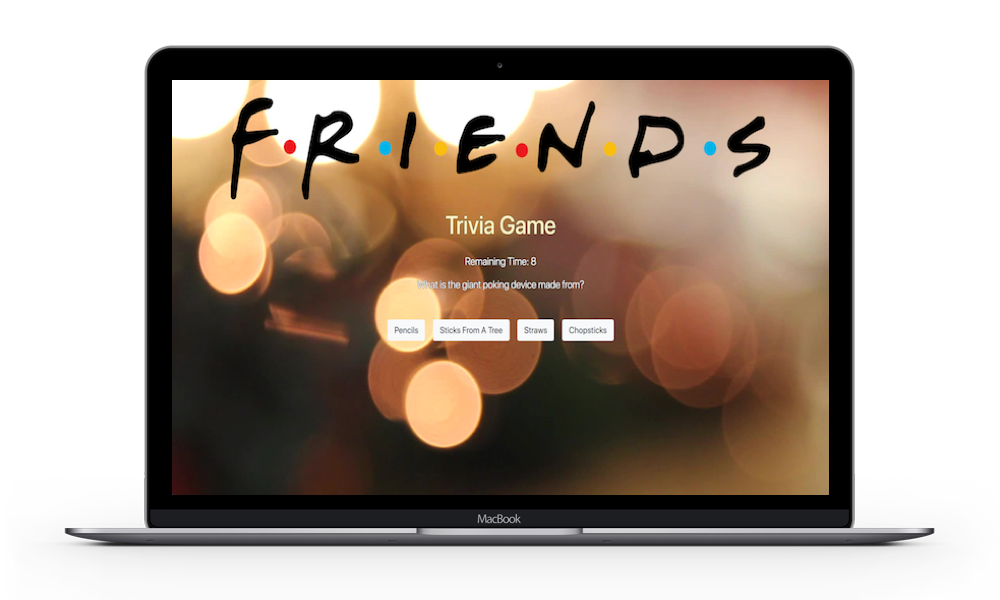 F•R•I•E•N•D•S
Trivia Game
Remaining Time: 8
What is the giant poking device made from?
Pencils Sticks From A Tree Straws Chopsticks
MacBook